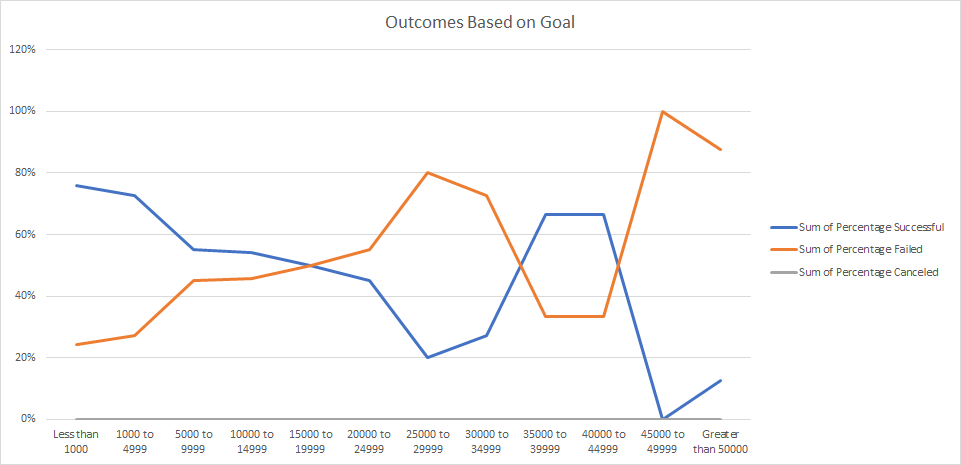 Outcomes Based on Goal
120%
100%
80%
60%
40%
20%
0%
Less than
1000
1000 to
4999
5000 to
9999
10000 to
14999
15000 to
19999
20000 to
24999
25000 to
29999
30000 to
34999
35000 to
39999
40000 to
44999
45000 to
49999
Greater
than 50000
Sum of Percentage Successful
Sum of Percentage Failed
Sum of Percentage Canceled